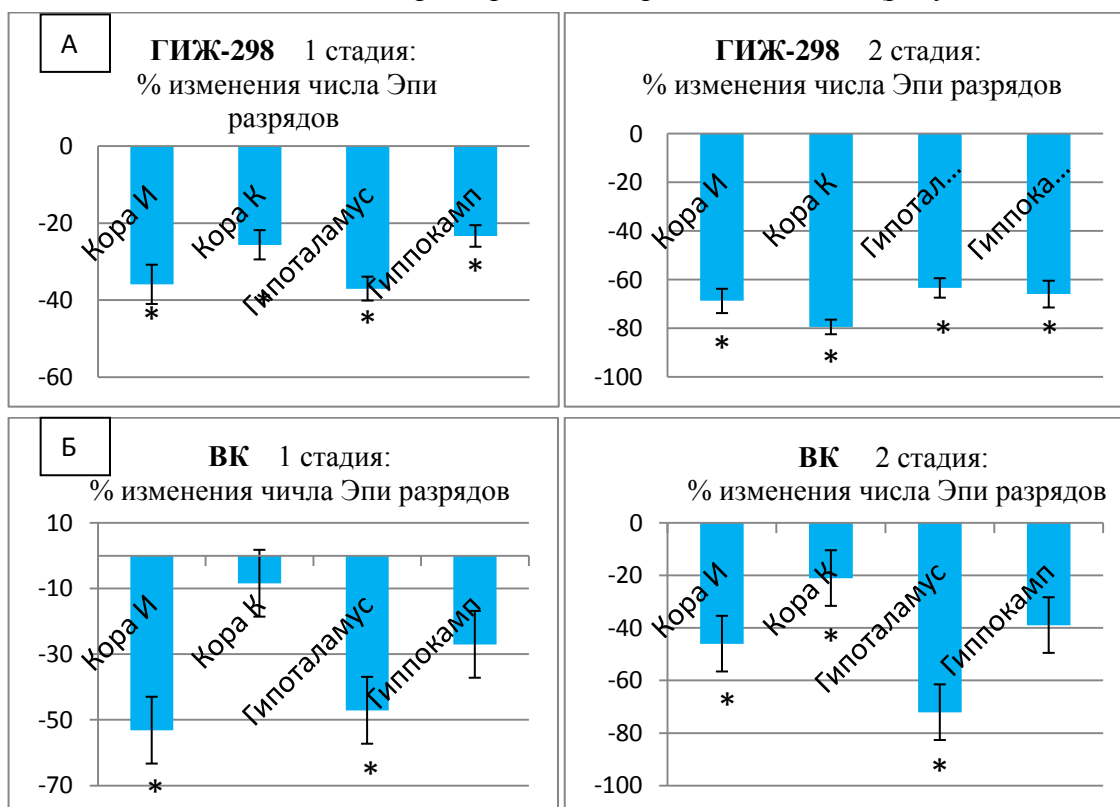 А
ГИЖ-298 1 стадия:
% изменения числа Эпи
разрядов
0
-20
-40
-60
Кора И
Кора К
Гипоталамус
Гиппокамп
*
*
*
*
ГИЖ-298 2 стадия:
% изменения числа Эпи разрядов
0
-20
-40
-60
-80
-100
Кора И
Кора К
Гипотал...
Гиппока...
*
*
*
*
Б
ВК 1 стадия:
% изменения чичла Эпи разрядов
10
-10
-30
-50
-70
Кора И
Кора К
Гипоталамус
Гиппокамп
*
*
ВК 2 стадия:
% изменения числа Эпи разрядов
0
-20
-40
-60
-80
-100
Кора И
Кора К
Гипоталамус
Гиппокамп
*
*
*